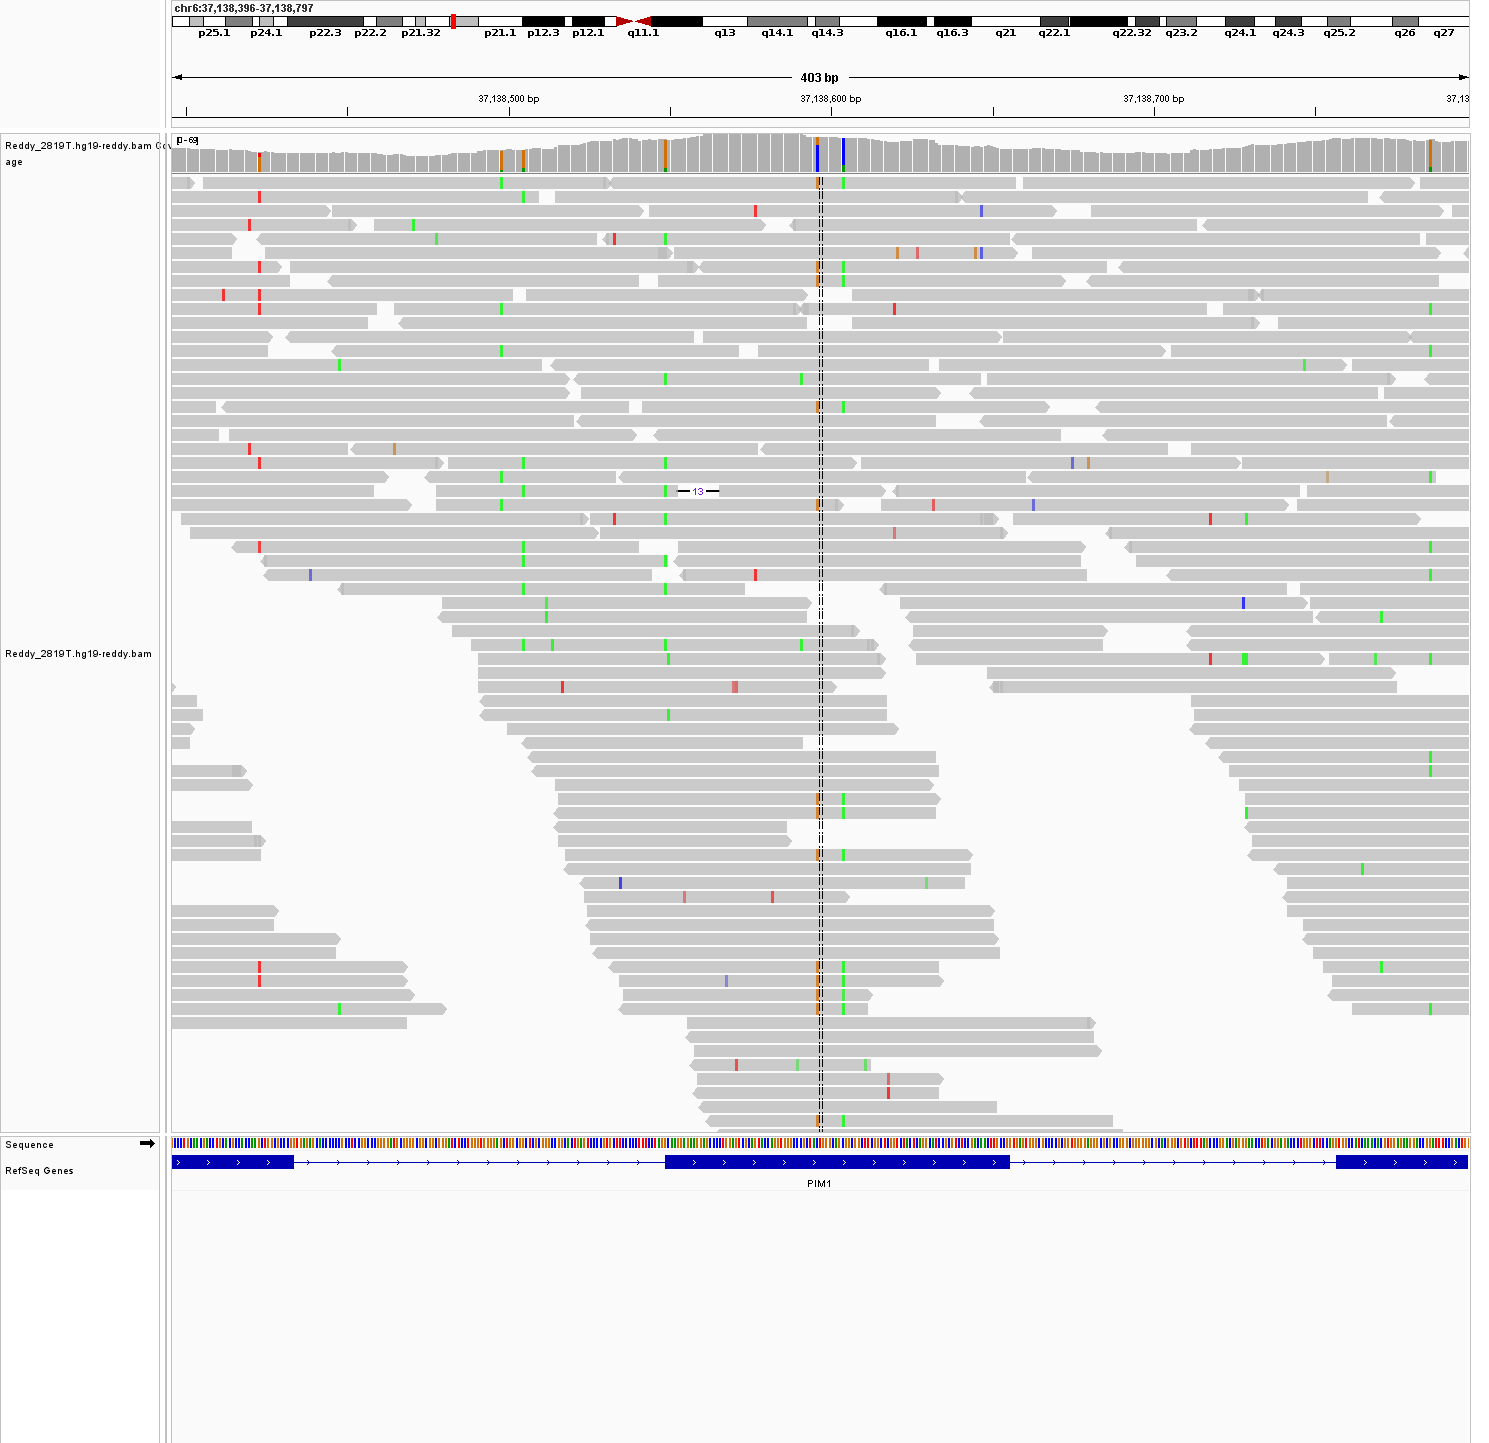 chr6:37,138,396-37,138,797
p25.1 p24.1 p22.3 p22.2 p21.32 p21.1 p12.3 p12.1 q11.1 q13 q14.1 q14.3 q16.1 q16.3 q21 q22.1 q22.32 q23.2 q24.1 q24.3 q25.2 q26 q27
403 bp
37,138,500 bp 37,138,600 bp 37,138,700 bp 37,13
[0-69]
Reddy_2819T.hg19-reddy.bam Cov
age
13
Reddy_2819T.hg19-reddy.bam
Sequence
RefSeq Genes
PIM1